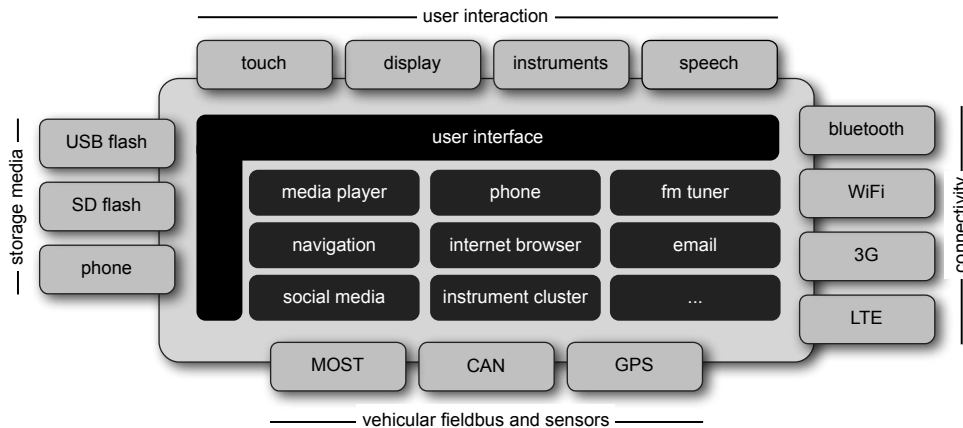 user interaction
touch display instruments speech
storage media
USB flash
SD flash
phone
user interface
media player phone fm tuner
navigation internet browser email
social media instrument cluster ...
bluetooth
WiFi
3G
LTE
connectivity
MOST CAN GPS
vehicular fieldbus and sensors